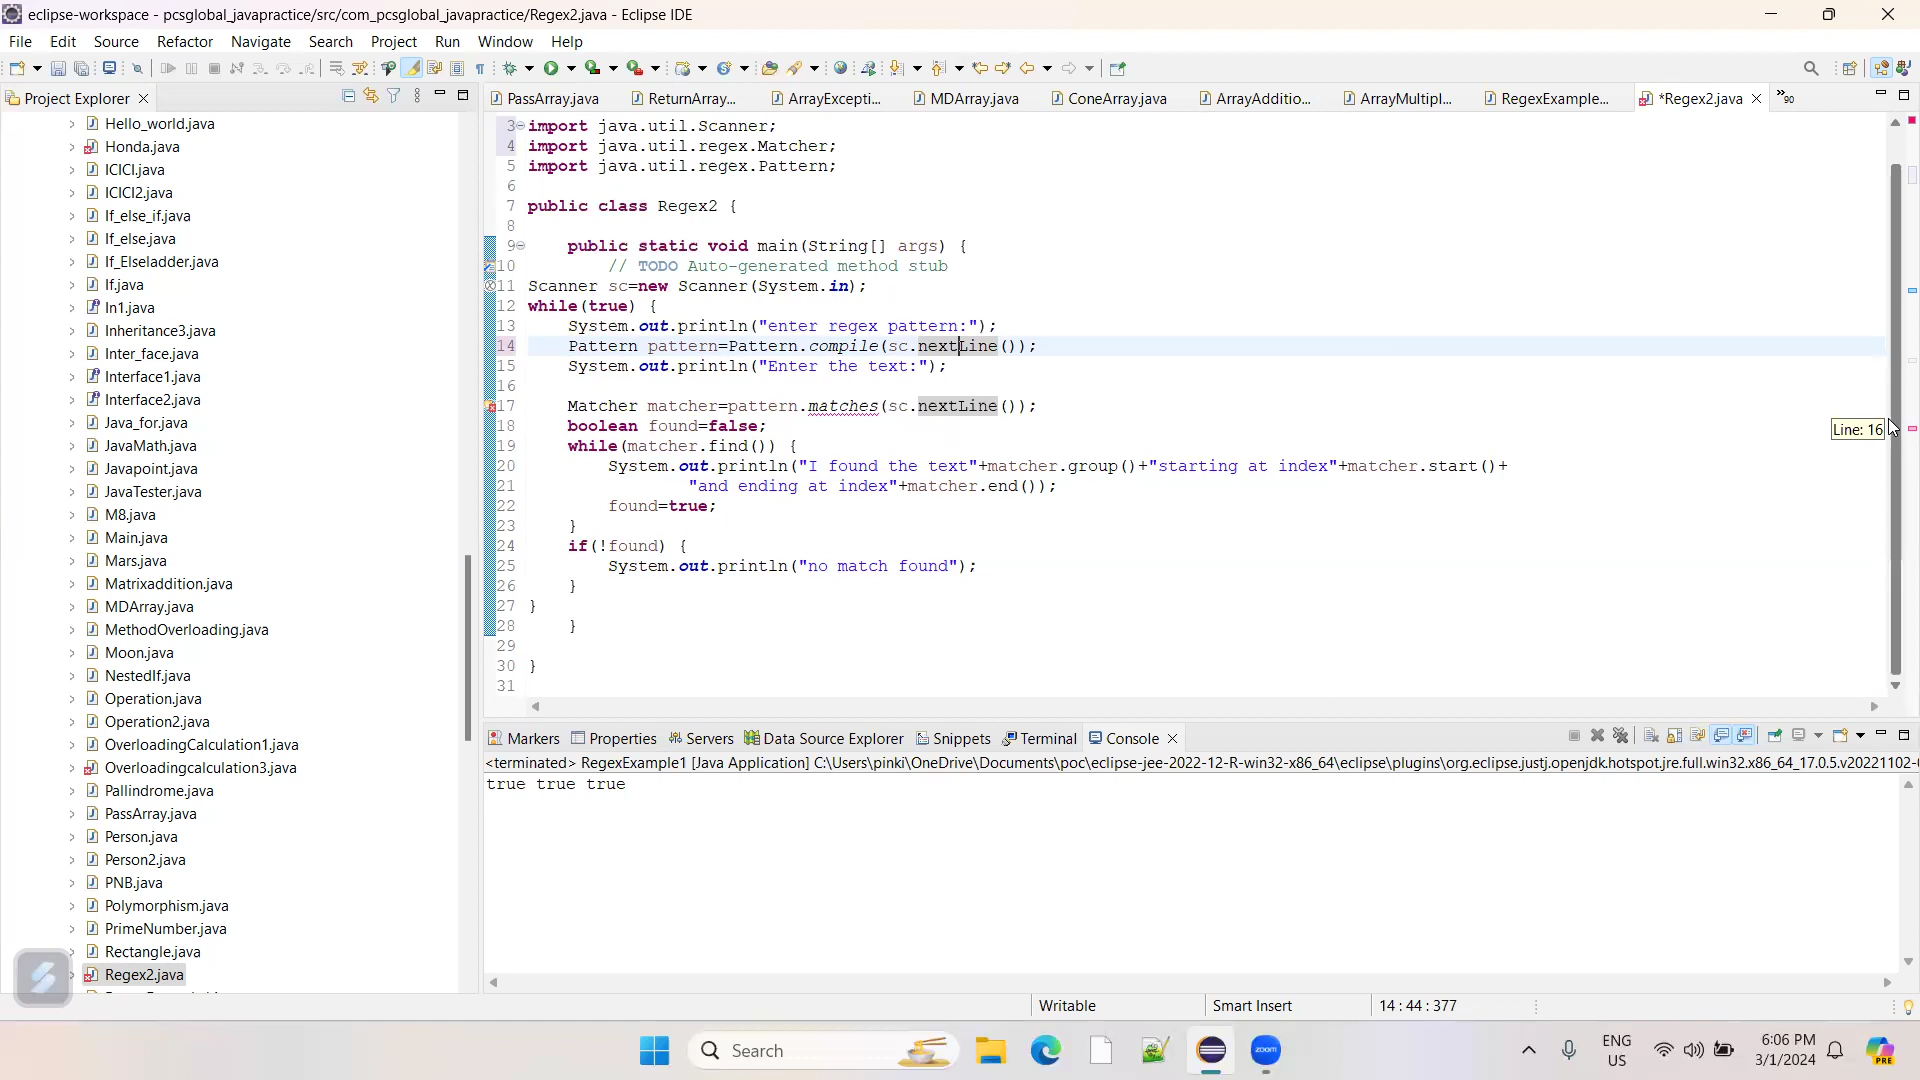 eclipse-workspace - pcsglobal_javapractice/src/com_pcsglobal_javapractice/Regex2.java - Eclipse IDE
File Edit Source Refactor Navigate Search Project Run Window Help
Project Explorer
PassArray.java ReturnArray... ArrayExcepti... MDArray.java ConeArray.java ArrayAdditio... ArrayMultipl... RegexExample... *Regex2.java »90
Hello_world.java
Honda.java
ICICI.java
ICICI2.java
If_else_if.java
If_else.java
If_Elseladder.java
If.java
In1.java
Inheritance3.java
Inter_face.java
Interface1.java
Interface2.java
Java_for.java
JavaMath.java
Javapoint.java
JavaTester.java
M8.java
Main.java
Mars.java
Matrixaddition.java
MDArray.java
MethodOverloading.java
Moon.java
NestedIf.java
Operation.java
Operation2.java
OverloadingCalculation1.java
Overloadingcalculation3.java
Pallindrome.java
PassArray.java
Person.java
Person2.java
PNB.java
Polymorphism.java
PrimeNumber.java
Rectangle.java
Regex2.java
3 import java.util.Scanner;
4 import java.util.regex.Matcher;
5 import java.util.regex.Pattern;
6
7 public class Regex2 {
8
9 public static void main(String[] args) {
10 // TODO Auto-generated method stub
11 Scanner sc=new Scanner(System.in);
12 while(true) {
13 System.out.println("enter regex pattern:");
14 Pattern pattern=Pattern.compile(sc.nextLine());
15 System.out.println("Enter the text:");
16
17 Matcher matcher=pattern.matches(sc.nextLine());
18 boolean found=false;
19 while(matcher.find()) {
20 System.out.println("I found the text"+matcher.group()+"starting at index"+matcher.start()+
21 "and ending at index"+matcher.end());
22 found=true;
23 }
24 if(!found) {
25 System.out.println("no match found");
26 }
27 }
28 }
29
30 }
31
Line: 16
Markers Properties Servers Data Source Explorer Snippets Terminal Console
<terminated> RegexExample1 [Java Application] C:\Users\pinki\OneDrive\Documents\poc\eclipse-jee-2022-12-R-win32-x86_64\eclipse\plugins\org.eclipse.justj.openjdk.hotspot.jre.full.win32.x86_64_17.0.5.v20221102-
true true true
Writable Smart Insert 14 : 44 : 377
Search
zoom
ENG
US
6:06 PM
3/1/2024
PRE